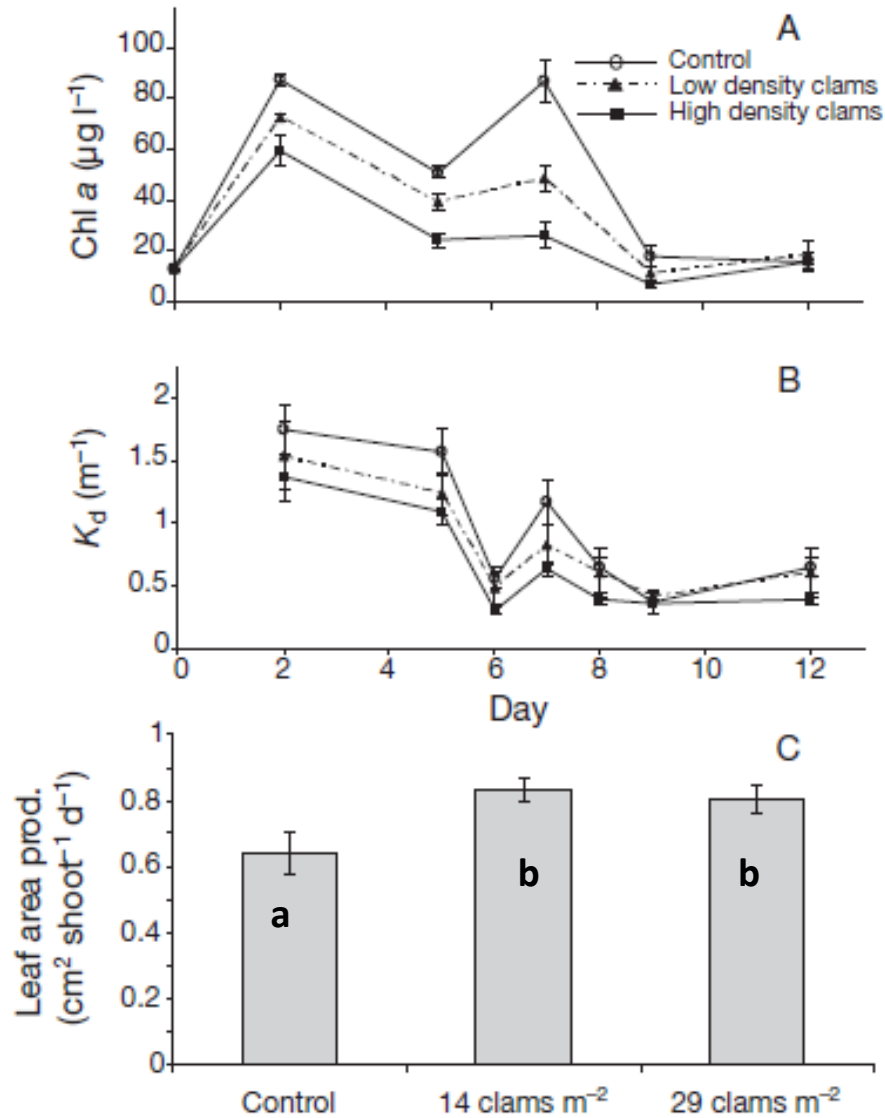 A
Chl a (µg l⁻¹)
100
80
60
40
20
0
Control
Low density clams
High density clams
B
K_d (m⁻¹)
2
1.5
1
0.5
0
0 2 4 6 8 10 12
Day
C
Leaf area prod.
(cm² shoot⁻¹ d⁻¹)
1
0.8
0.6
0.4
0.2
0
a b b
Control 14 clams m⁻² 29 clams m⁻²